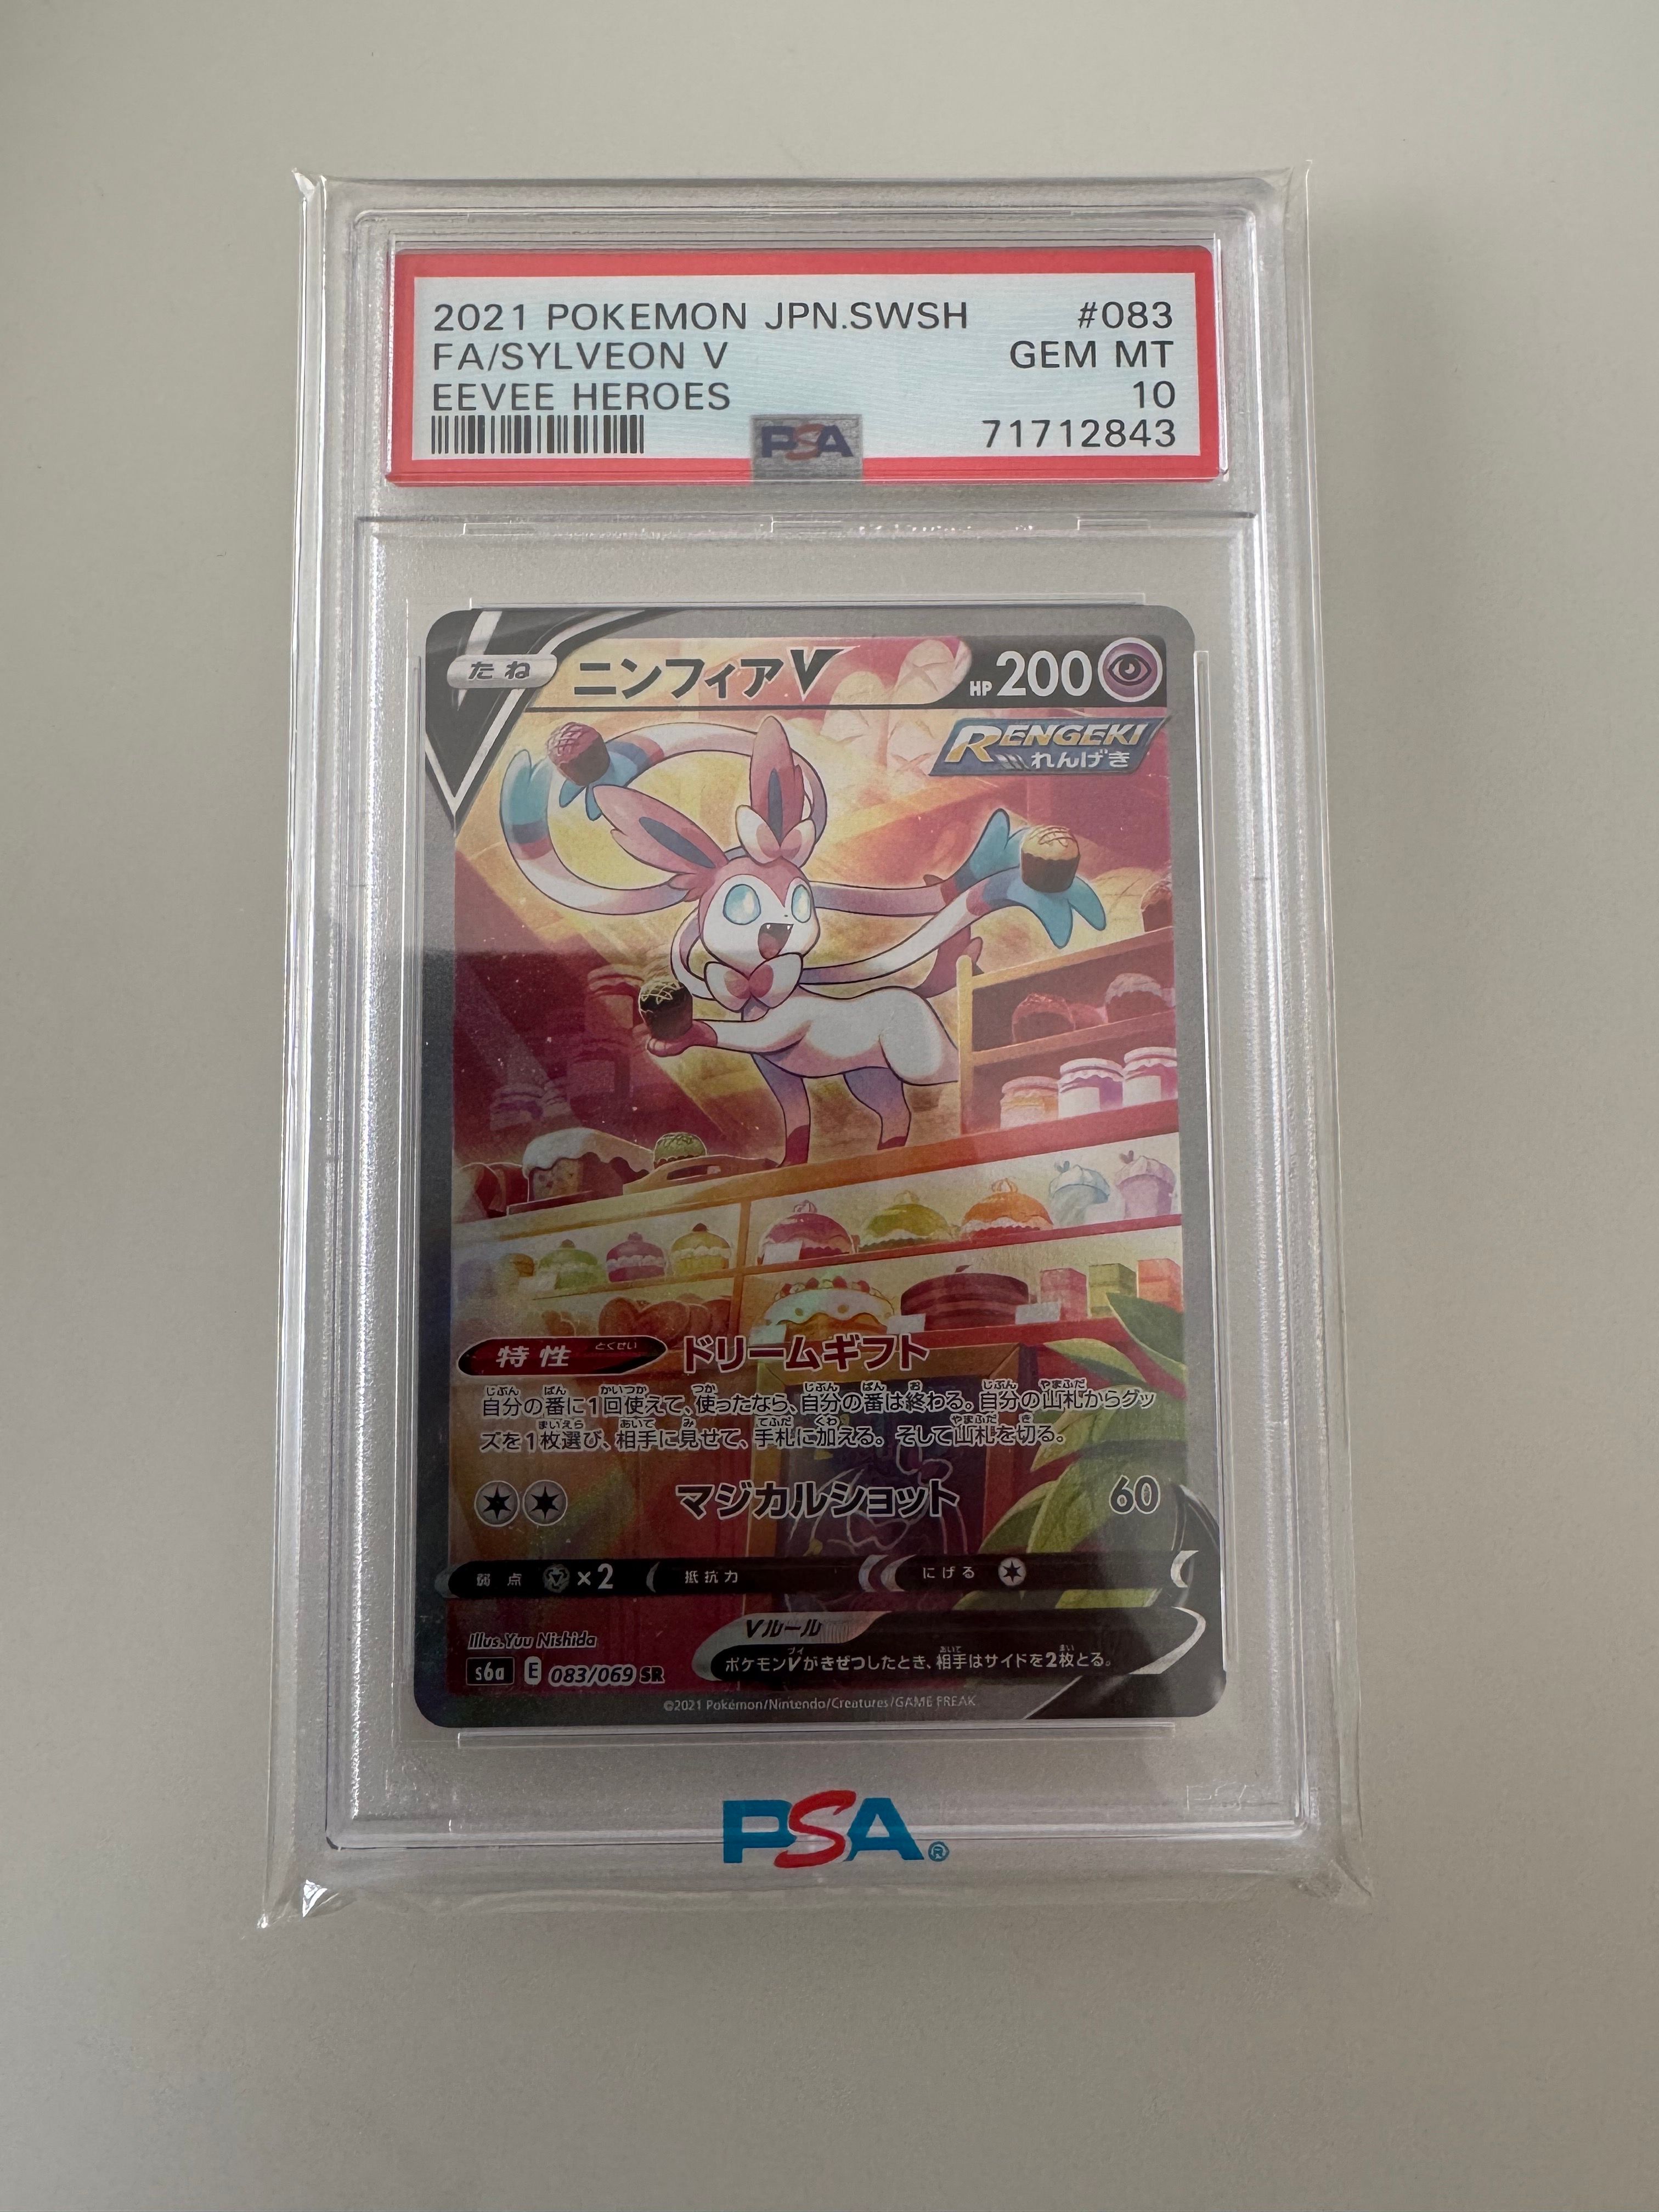 2021 POKEMON JPN.SWSH #083
FA/SYLVEON V GEM MT
EEVEE HEROES 10
PSA 71712843
たね ニンフィアV HP 200
RENGEKI
れんげき
特性 とくせい ドリームギフト
自分の番に1回使えて、使ったなら、自分の番は終わる。自分の山札からグッ
ズを1枚選び、相手に見せて、手札に加える。そして山札を切る。
マジカルショット 60
弱点 ×2 抵抗力 にげる
Vルール
Illus.Yuu Nishida
ポケモンVがきぜつしたとき、相手はサイドを2枚とる。
s6a E 083/069 SR
©2021 Pokémon/Nintendo/Creatures/GAME FREAK
PSA®